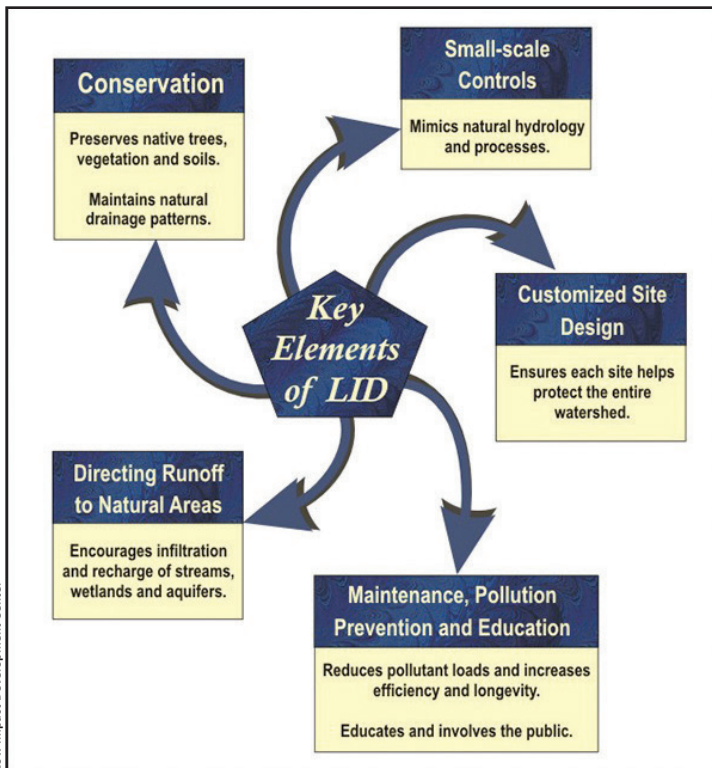 Conservation
Preserves native trees,
vegetation and soils.
Maintains natural
drainage patterns.
Small-scale
Controls
Mimics natural hydrology
and processes.
Key
Elements
of LID
Customized Site
Design
Ensures each site helps
protect the entire
watershed.
Directing Runoff
to Natural Areas
Encourages infiltration
and recharge of streams,
wetlands and aquifers.
Maintenance, Pollution
Prevention and Education
Reduces pollutant loads and increases
efficiency and longevity.
Educates and involves the public.
Impact Development